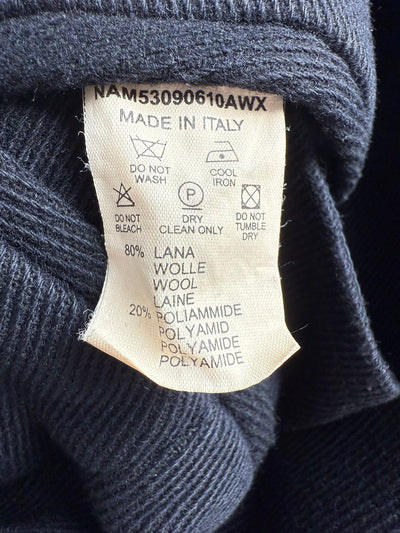 NAM53090610AWX
MADE IN ITALY
DO NOT WASH
COOL IRON
DO NOT BLEACH
P
DRY CLEAN ONLY
DO NOT TUMBLE DRY
80% LANA
WOLLE
WOOL
LAINE
20% POLIAMMIDE
POLYAMID
POLYAMIDE
POLYAMIDE